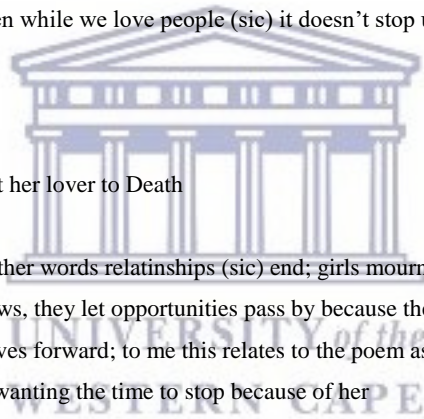 en while we love people (sic) it doesn’t stop u
t her lover to Death
ther words relatinships (sic) end; girls mourn
ws, they let opportunities pass by because the
UNIVERSITY of the
ves forward; to me this relates to the poem as
wanting the time to stop because of her
WESTERN CAPE